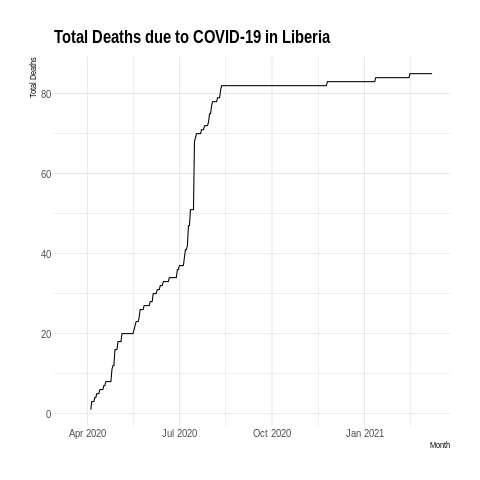 Total Deaths due to COVID-19 in Liberia
Total Deaths
80
60
40
20
0
Apr 2020 Jul 2020 Oct 2020 Jan 2021
Month